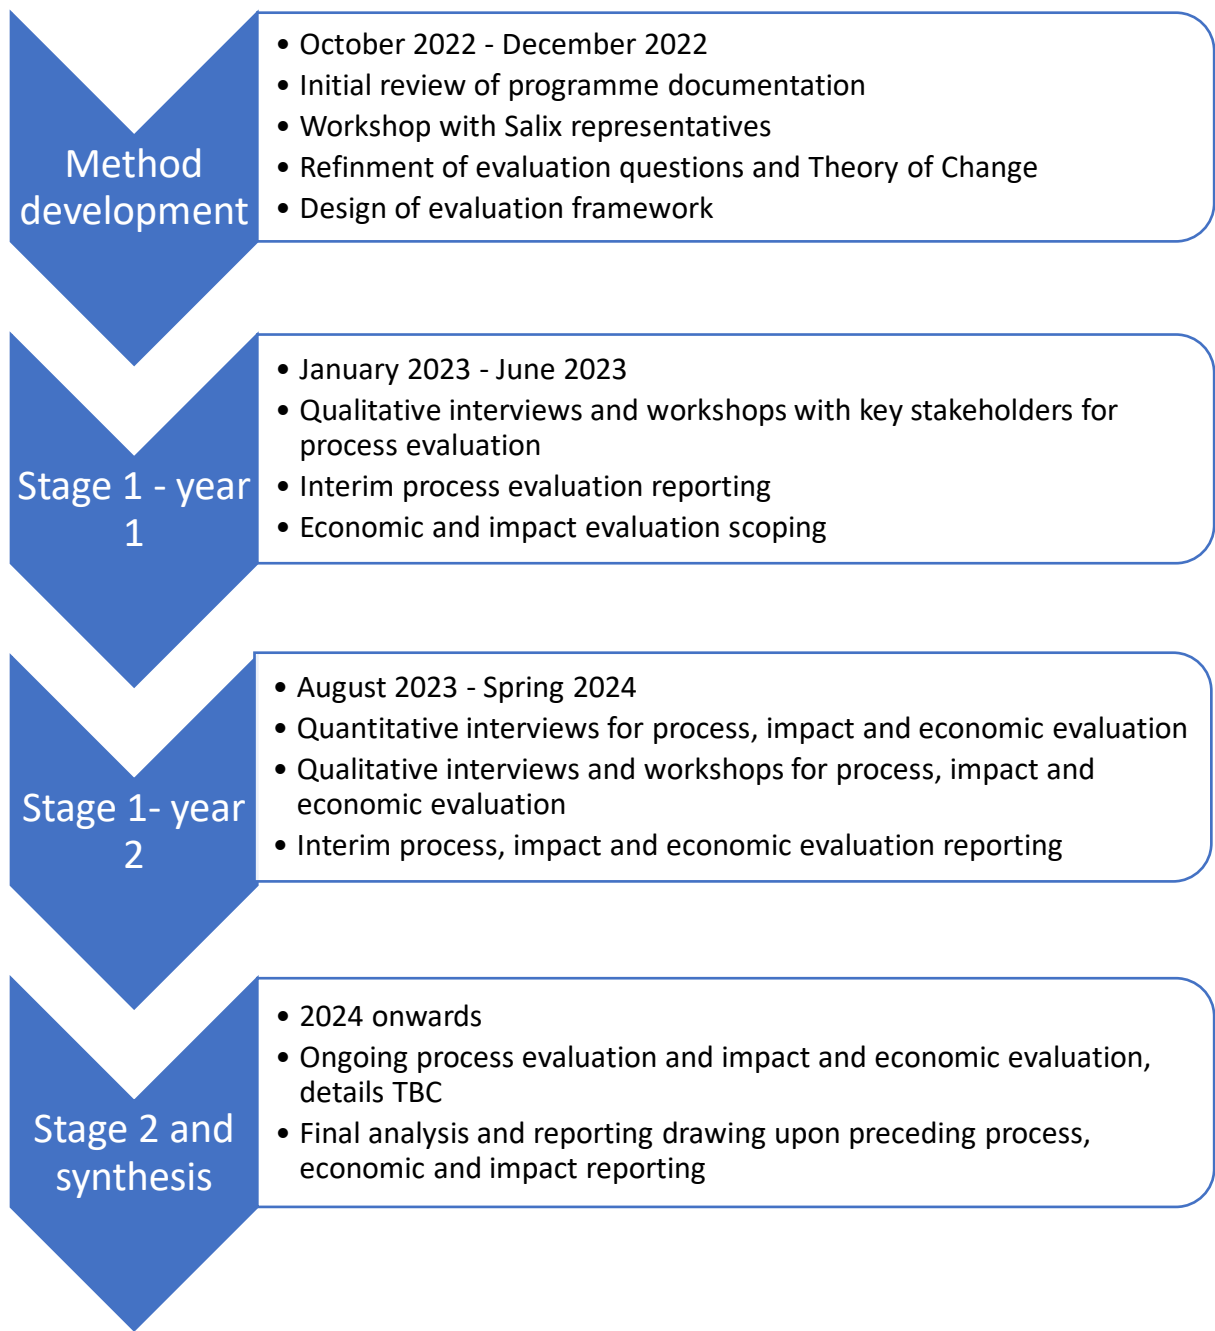 Method
development
• October 2022 - December 2022
• Initial review of programme documentation
• Workshop with Salix representatives
• Refinment of evaluation questions and Theory of Change
• Design of evaluation framework
Stage 1 - year
1
• January 2023 - June 2023
• Qualitative interviews and workshops with key stakeholders for
process evaluation
• Interim process evaluation reporting
• Economic and impact evaluation scoping
Stage 1- year
2
• August 2023 - Spring 2024
• Quantitative interviews for process, impact and economic evaluation
• Qualitative interviews and workshops for process, impact and
economic evaluation
• Interim process, impact and economic evaluation reporting
Stage 2 and
synthesis
• 2024 onwards
• Ongoing process evaluation and impact and economic evaluation,
details TBC
• Final analysis and reporting drawing upon preceding process,
economic and impact reporting